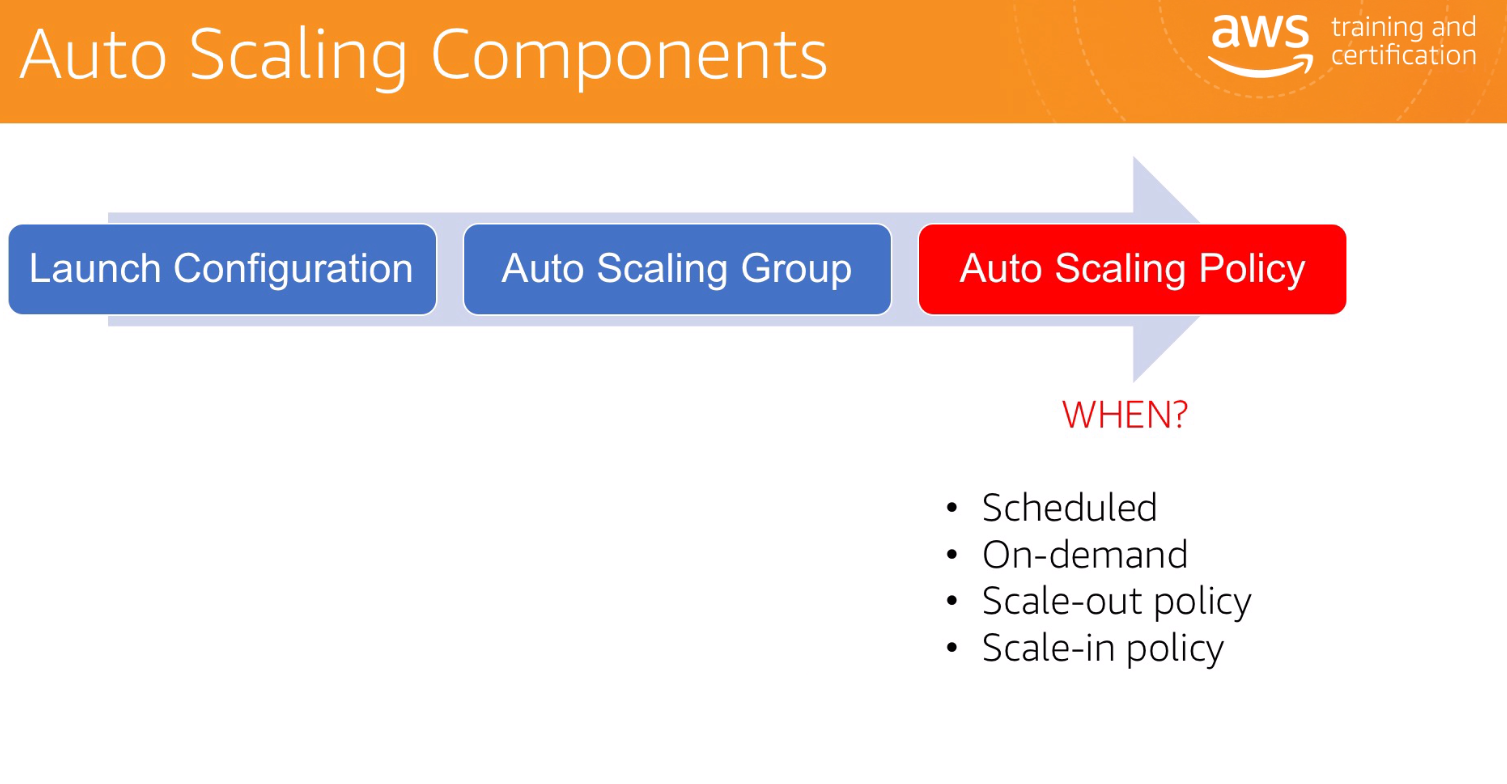 Auto Scaling Components
aws training and
certification
Launch Configuration
Auto Scaling Group
Auto Scaling Policy
WHEN?
• Scheduled
• On-demand
• Scale-out policy
• Scale-in policy